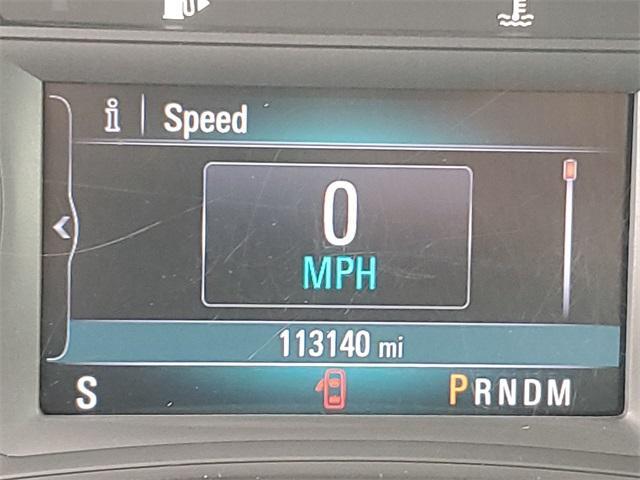 i Speed
0
MPH
113140 mi
S PRNDM